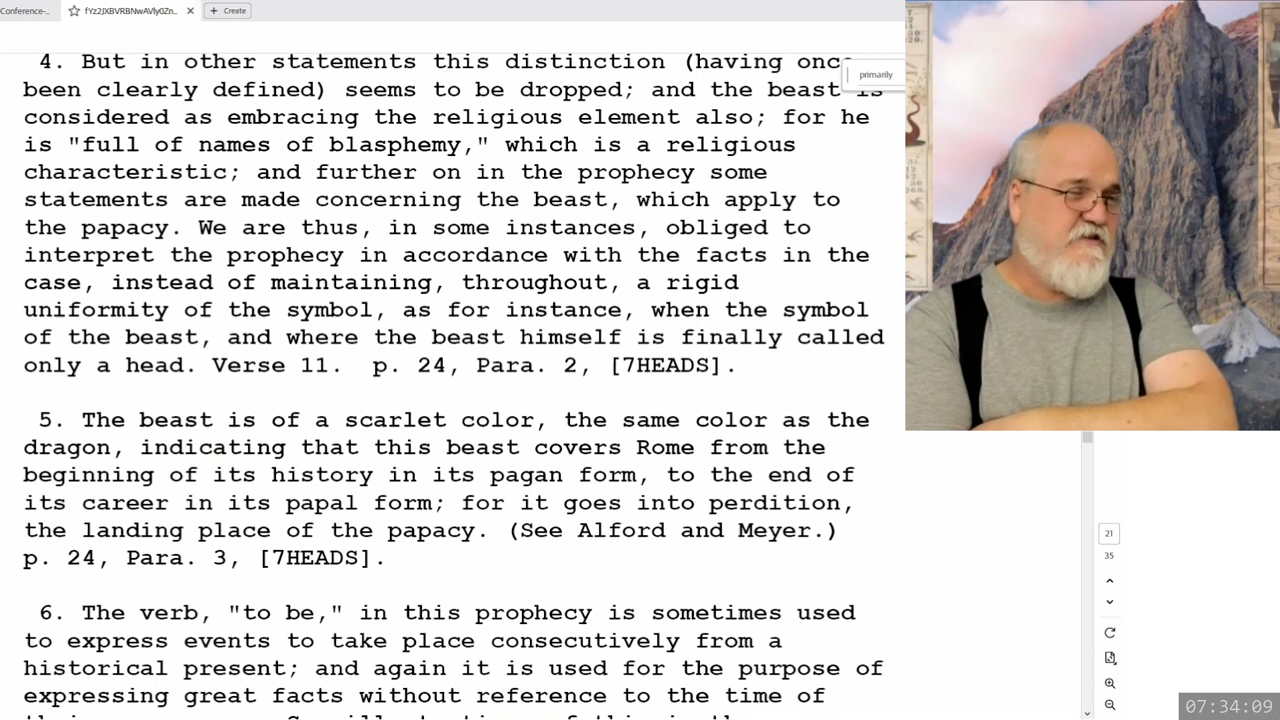 Conference-..
fYz2JXBVRBNwAVly0Zn..
+ Create
primarily
4. But in other statements this distinction (having once
been clearly defined) seems to be dropped; and the beast is
considered as embracing the religious element also; for he
is "full of names of blasphemy," which is a religious
characteristic; and further on in the prophecy some
statements are made concerning the beast, which apply to
the papacy. We are thus, in some instances, obliged to
interpret the prophecy in accordance with the facts in the
case, instead of maintaining, throughout, a rigid
uniformity of the symbol, as for instance, when the symbol
of the beast, and where the beast himself is finally called
only a head. Verse 11. p. 24, Para. 2, [7HEADS].
5. The beast is of a scarlet color, the same color as the
dragon, indicating that this beast covers Rome from the
beginning of its history in its pagan form, to the end of
its career in its papal form; for it goes into perdition,
the landing place of the papacy. (See Alford and Meyer.)
p. 24, Para. 3, [7HEADS].
6. The verb, "to be," in this prophecy is sometimes used
to express events to take place consecutively from a
historical present; and again it is used for the purpose of
expressing great facts without reference to the time of
21
35
07:34:09